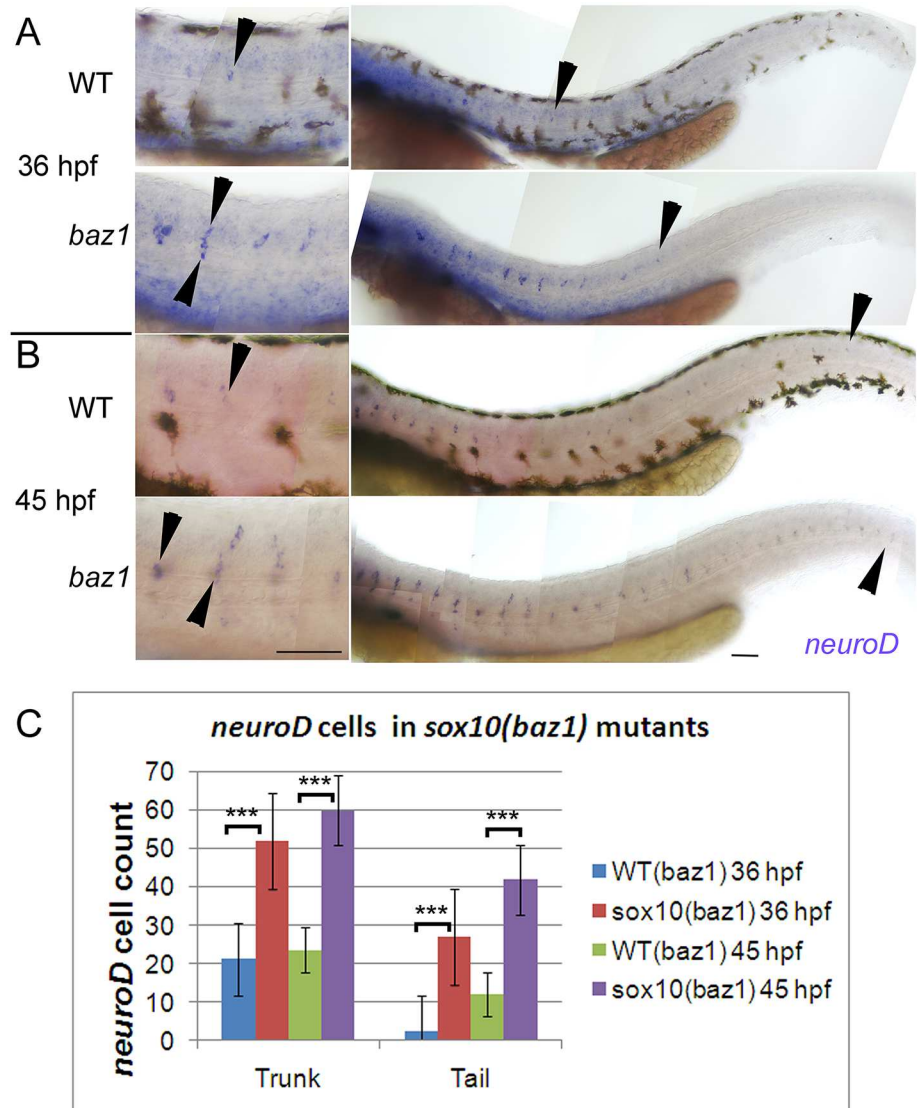 A
WT
36 hpf
baz1
B
WT
45 hpf
baz1
neuroD
C
neuroD cells in sox10(baz1) mutants
neuroD cell count
70
60
50
40
30
20
10
0
***
***
***
***
Trunk
Tail
WT(baz1) 36 hpf
sox10(baz1) 36 hpf
WT(baz1) 45 hpf
sox10(baz1) 45 hpf